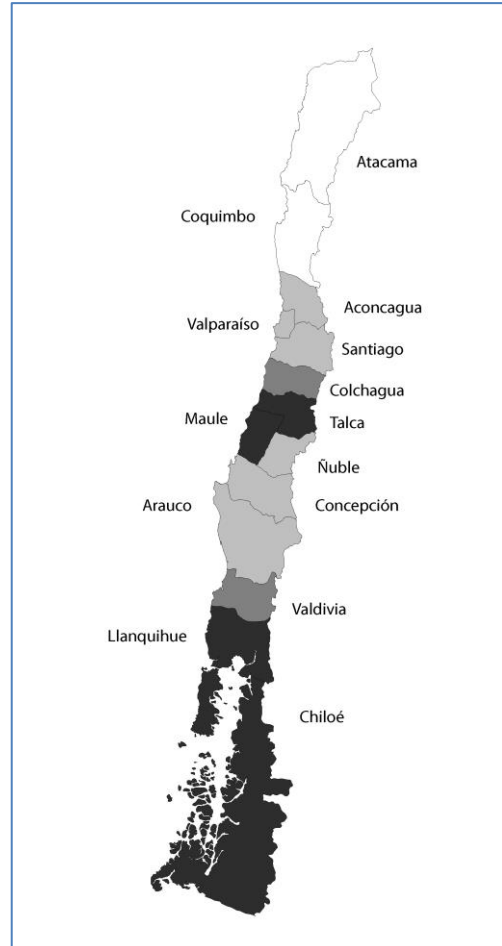 Atacama
Coquimbo
Aconcagua
Valparaíso
Santiago
Colchagua
Maule
Talca
Ñuble
Arauco
Concepción
Valdivia
Llanquihue
Chiloé